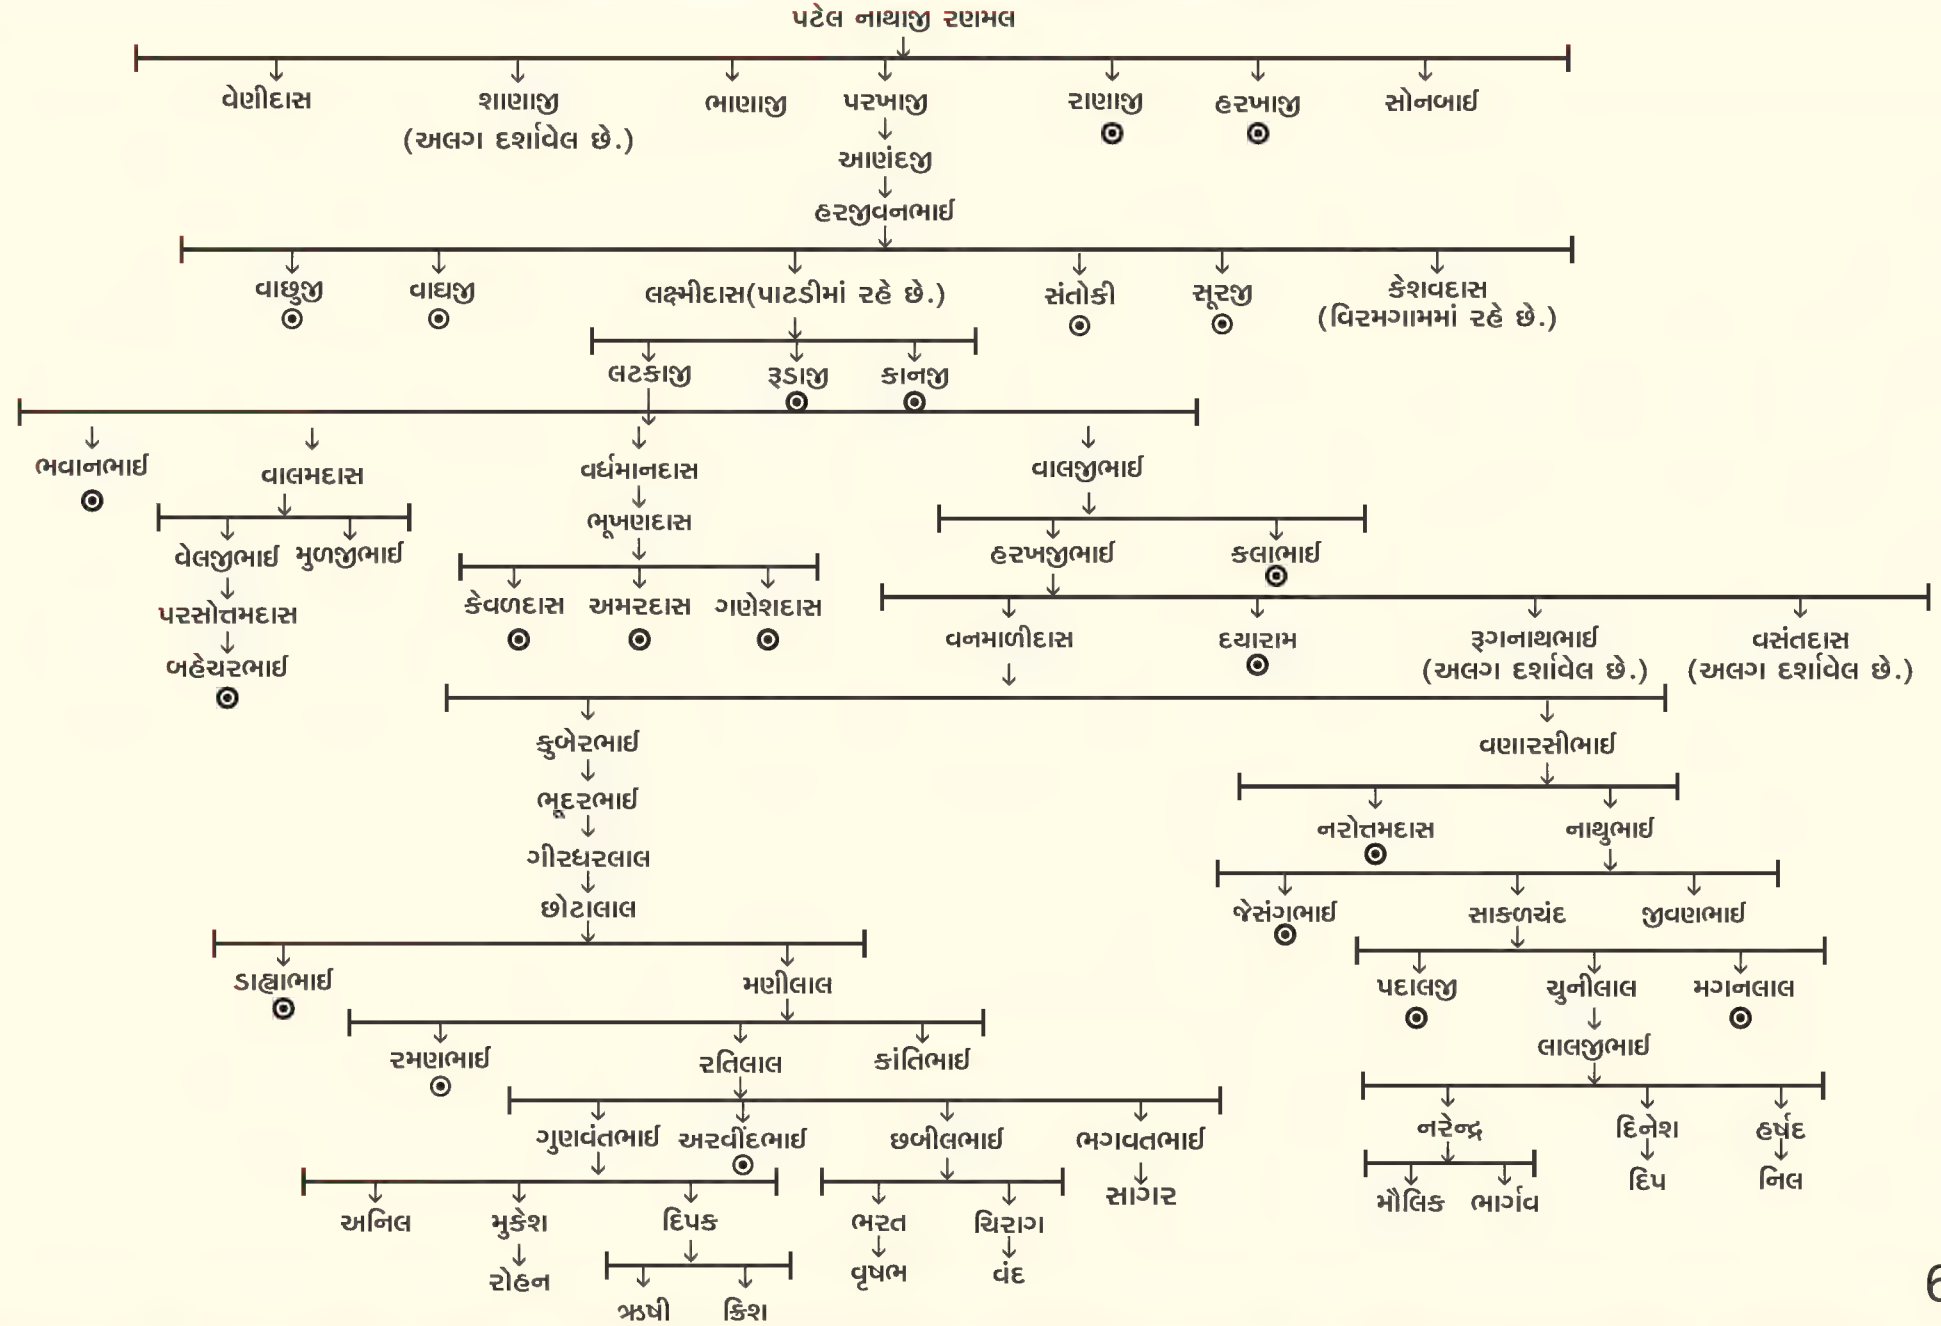 પટેલ નાથાજી રણમલ
વેણીદાસ શાણાજી ભાણાજી પરખાજી રાણાજી હરખાજી સોનબાઈ
(અલગ દર્શાવેલ છે.)
આણંદજી
હરજીવનભાઈ
વાછુજી વાઘજી લક્ષ્મીદાસ(પાટડીમાં રહે છે.) સંતોકી સૂરજી કેશવદાસ
(વિરમગામમાં રહે છે.)
લટકાજી રૂડાજી કાનજી
ભવાનભાઈ વાલમદાસ વર્ધમાનદાસ વાલજીભાઈ
ભૂખણદાસ
વેલજીભાઈ મુળજીભાઈ હરખજીભાઈ કલાભાઈ
પરસોત્તમદાસ કેવળદાસ અમરદાસ ગણેશદાસ
વનમાળીદાસ દયારામ રૂગનાથભાઈ વસંતદાસ
બહેચરભાઈ (અલગ દર્શાવેલ છે.) (અલગ દર્શાવેલ છે.)
કુબેરભાઈ વણારસીભાઈ
ભૂદરભાઈ
નરોત્તમદાસ નાથુભાઈ
ગીરધરલાલ
છોટાલાલ જેસંગભાઈ સાકળચંદ જીવણભાઈ
ડાહ્યાભાઈ મણીલાલ પદાલજી ચુનીલાલ મગનલાલ
રમણભાઈ રતિલાલ કાંતિભાઈ લાલજીભાઈ
ગુણવંતભાઈ અરવીંદભાઈ છબીલભાઈ ભગવતભાઈ નરેન્દ્ર દિનેશ હર્ષદ
સાગર મૌલિક ભાર્ગવ દિપ નિલ
અનિલ મુકેશ દિપક ભરત ચિરાગ
રોહન વૃષભ વંદ
ઋષી ક્રિશ
6